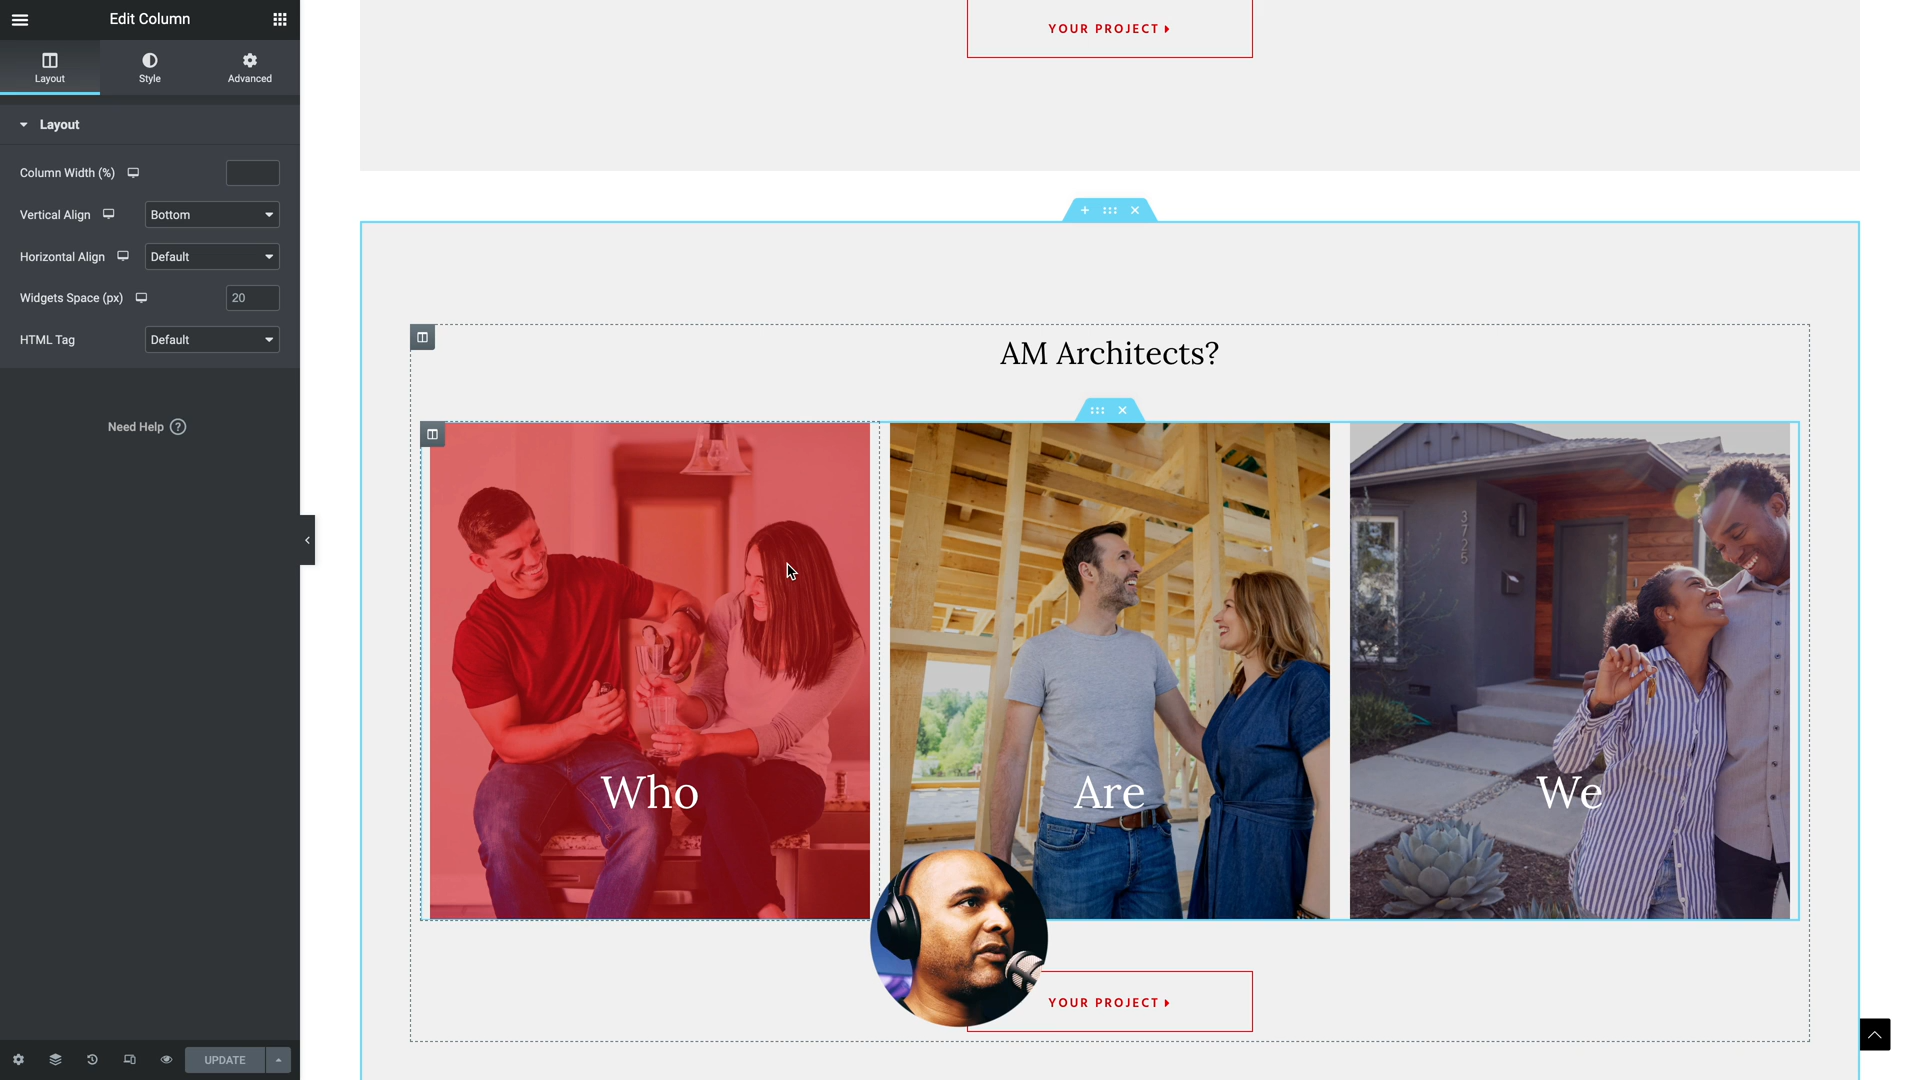 Edit Column
Layout
Style
Advanced
Layout
Column Width (%)
Vertical Align
Bottom
Horizontal Align
Default
Widgets Space (px)
20
HTML Tag
Default
Need Help ?
UPDATE
YOUR PROJECT
AM Architects?
3725
Who
Are
We
YOUR PROJECT